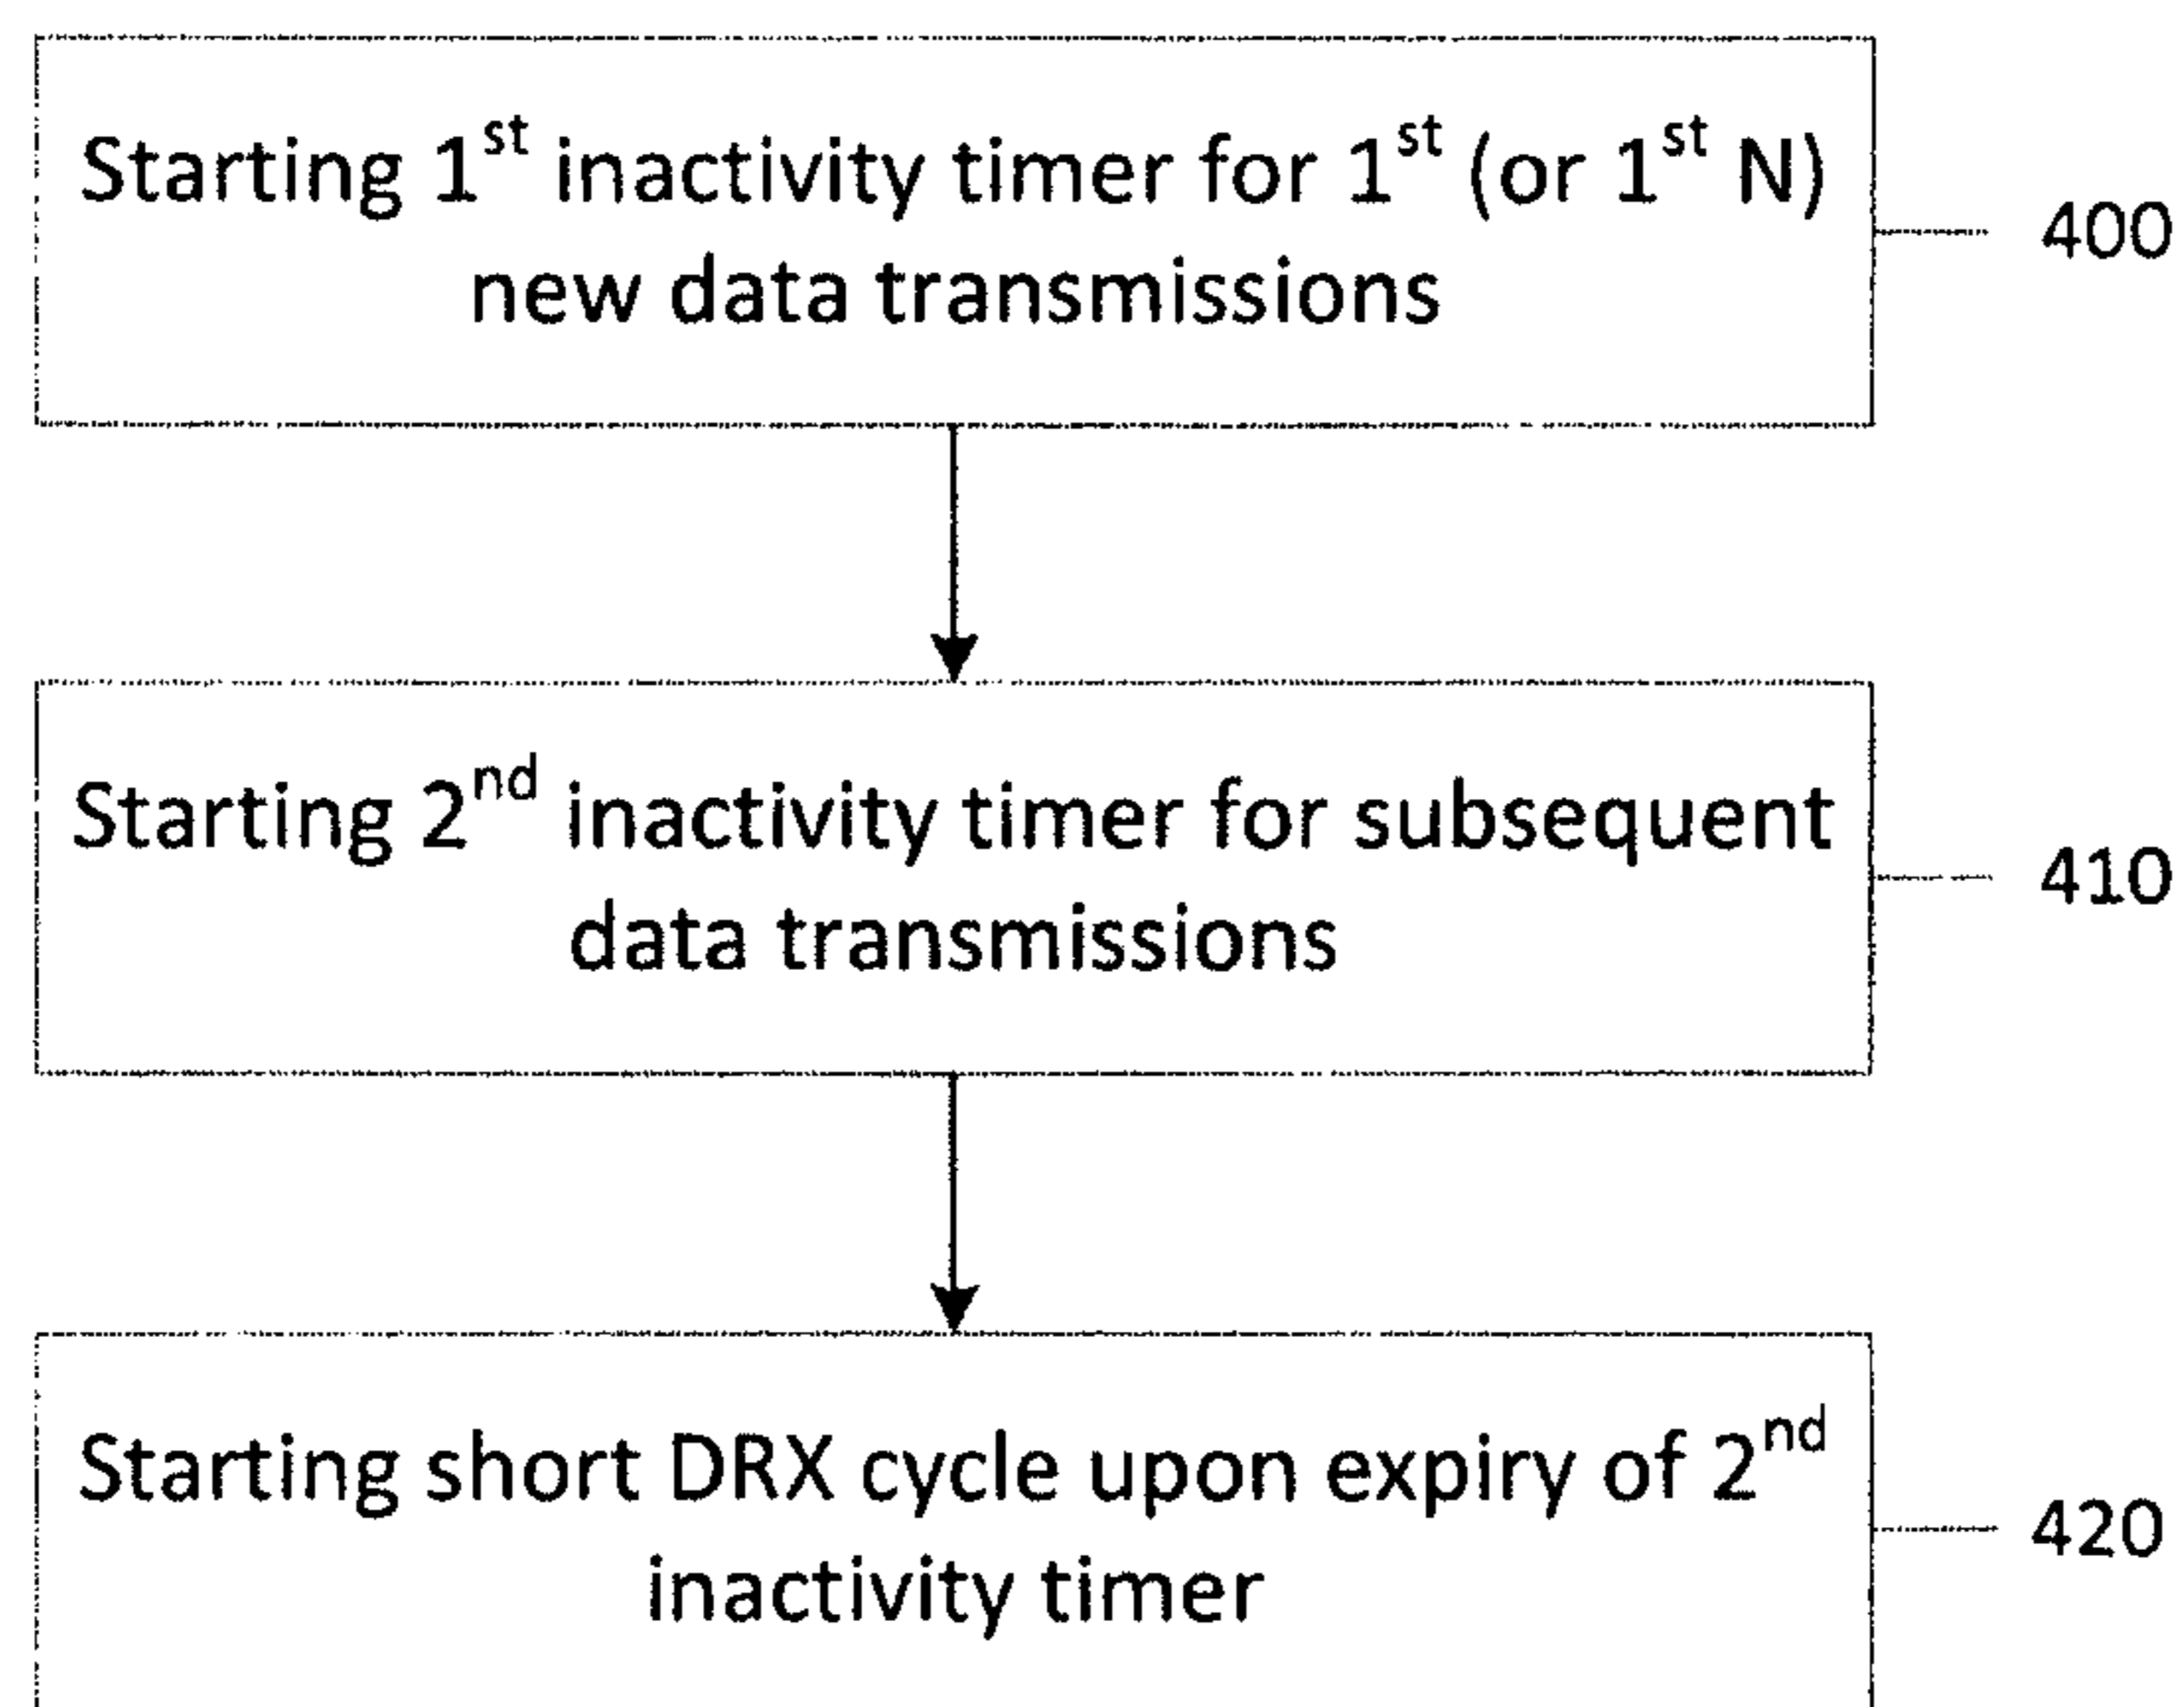 Starting 1st inactivity timer for 1st (or 1st N)
new data transmissions
400
Starting 2nd inactivity timer for subsequent
data transmissions
410
Starting short DRX cycle upon expiry of 2nd
inactivity timer
420